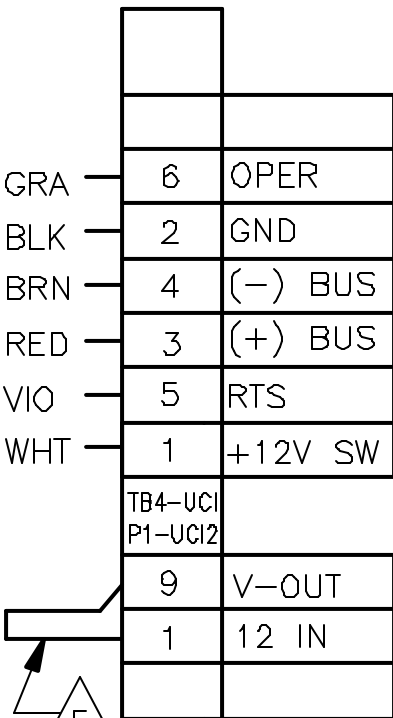 GRA 6 OPER
BLK 2 GND
BRN 4 (-) BUS
RED 3 (+) BUS
VIO 5 RTS
WHT 1 +12V SW
TB4-UCI
P1-UCI2
9 V-OUT
1 12 IN